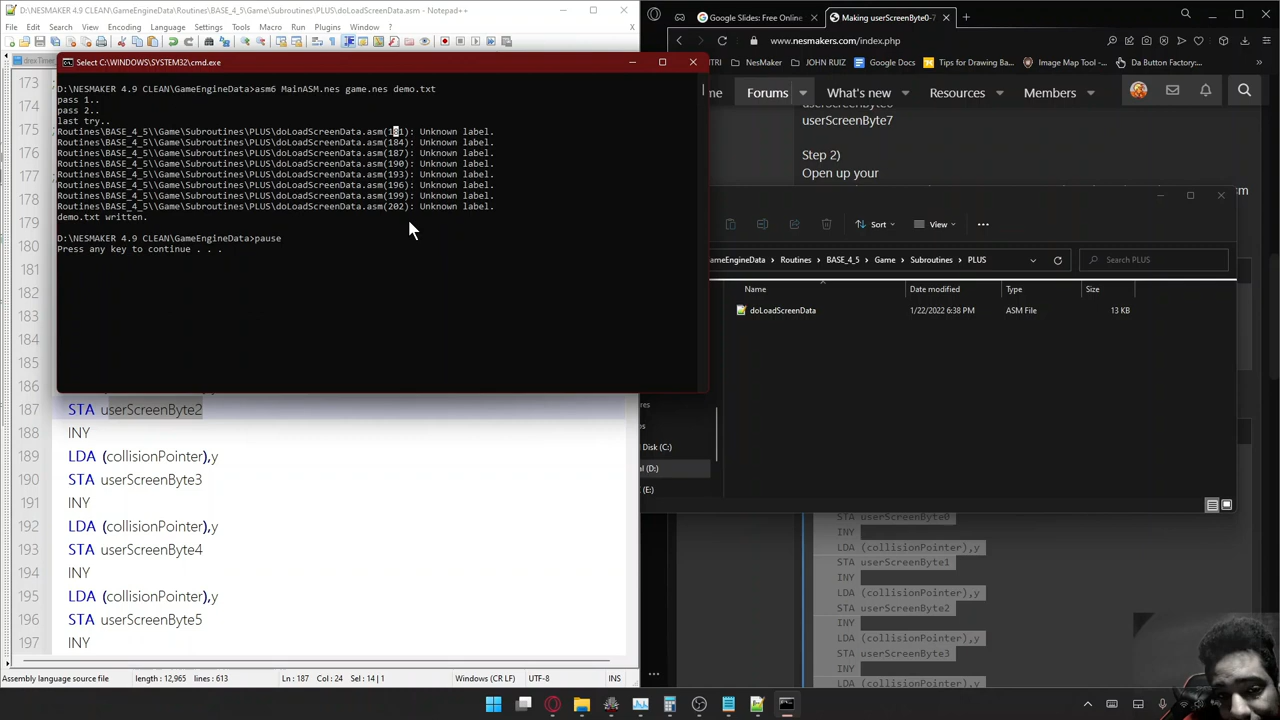 D:\NESMAKER 4.9 CLEAN\GameEngineData\Routines\BASE_4_5\Game\Subroutines\PLUS\doLoadScreenData.asm - Notepad++
File Edit Search View Encoding Language Settings Tools Macro Run Plugins Window ?
Google Slides: Free Online
Making userScreenByte0-7
www.nesmakers.com/index.php
NesMaker
JOHN RUIZ
Google Docs
Tips for Drawing Ba...
Image Map Tool -...
Da Button Factory:...
me Forums What's new Resources Members
userScreenByte7
Step 2)
Open up your
Select C:\WINDOWS\SYSTEM32\cmd.exe
D:\NESMAKER 4.9 CLEAN\GameEngineData>asm6 MainASM.nes game.nes demo.txt
pass 1..
pass 2..
last try..
Routines\BASE_4_5\\Game\Subroutines\PLUS\doLoadScreenData.asm(181): Unknown label.
Routines\BASE_4_5\\Game\Subroutines\PLUS\doLoadScreenData.asm(184): Unknown label.
Routines\BASE_4_5\\Game\Subroutines\PLUS\doLoadScreenData.asm(187): Unknown label.
Routines\BASE_4_5\\Game\Subroutines\PLUS\doLoadScreenData.asm(190): Unknown label.
Routines\BASE_4_5\\Game\Subroutines\PLUS\doLoadScreenData.asm(193): Unknown label.
Routines\BASE_4_5\\Game\Subroutines\PLUS\doLoadScreenData.asm(196): Unknown label.
Routines\BASE_4_5\\Game\Subroutines\PLUS\doLoadScreenData.asm(199): Unknown label.
Routines\BASE_4_5\\Game\Subroutines\PLUS\doLoadScreenData.asm(202): Unknown label.
demo.txt written.
D:\NESMAKER 4.9 CLEAN\GameEngineData>pause
Press any key to continue . . .
173
174
175
176
177
178
179
180
181
182
183
184
185
186
187 STA userScreenByte2
188 INY
189 LDA (collisionPointer),y
190 STA userScreenByte3
191 INY
192 LDA (collisionPointer),y
193 STA userScreenByte4
194 INY
195 LDA (collisionPointer),y
196 STA userScreenByte5
197 INY
Assembly language source file length : 12,965 lines : 613 Ln : 187 Col : 24 Sel : 14 | 1 Windows (CR LF) UTF-8 INS
Sort View
ameEngineData > Routines > BASE_4_5 > Game > Subroutines > PLUS
Search PLUS
Name Date modified Type Size
doLoadScreenData 1/22/2022 6:38 PM ASM File 13 KB
Disk (C:)
al (D:)
(E:)
STA userScreenByte0
INY
LDA (collisionPointer),y
STA userScreenByte1
INY
LDA (collisionPointer),y
STA userScreenByte2
INY
LDA (collisionPointer),y
STA userScreenByte3
INY
LDA (collisionPointer),y